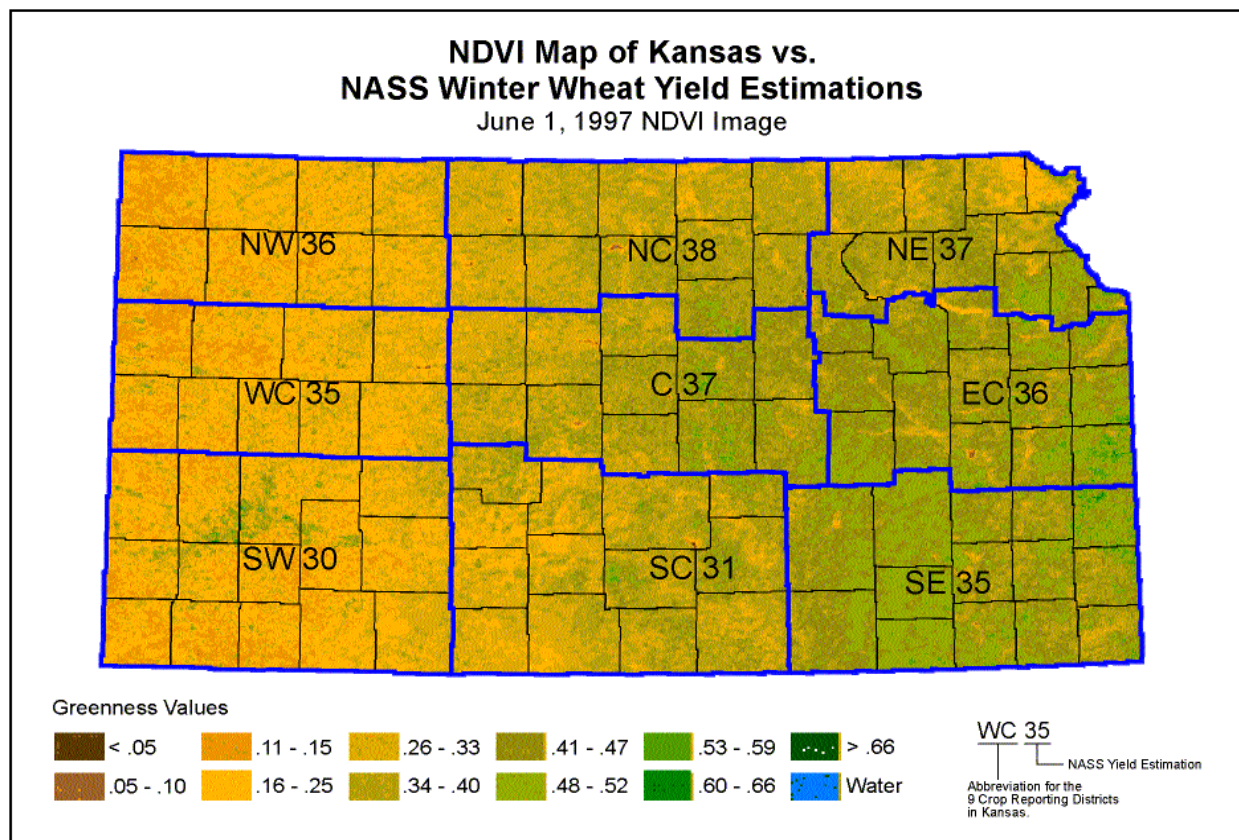 NDVI Map of Kansas vs.
NASS Winter Wheat Yield Estimations
June 1, 1997 NDVI Image
NW 36
NC 38
NE 37
WC 35
C 37
EC 36
SW 30
SC 31
SE 35
Greenness Values
< .05
.11 - .15
.26 - .33
.41 - .47
.53 - .59
> .66
.05 - .10
.16 - .25
.34 - .40
.48 - .52
.60 - .66
Water
WC 35
NASS Yield Estimation
Abbreviation for the
9 Crop Reporting Districts
in Kansas.